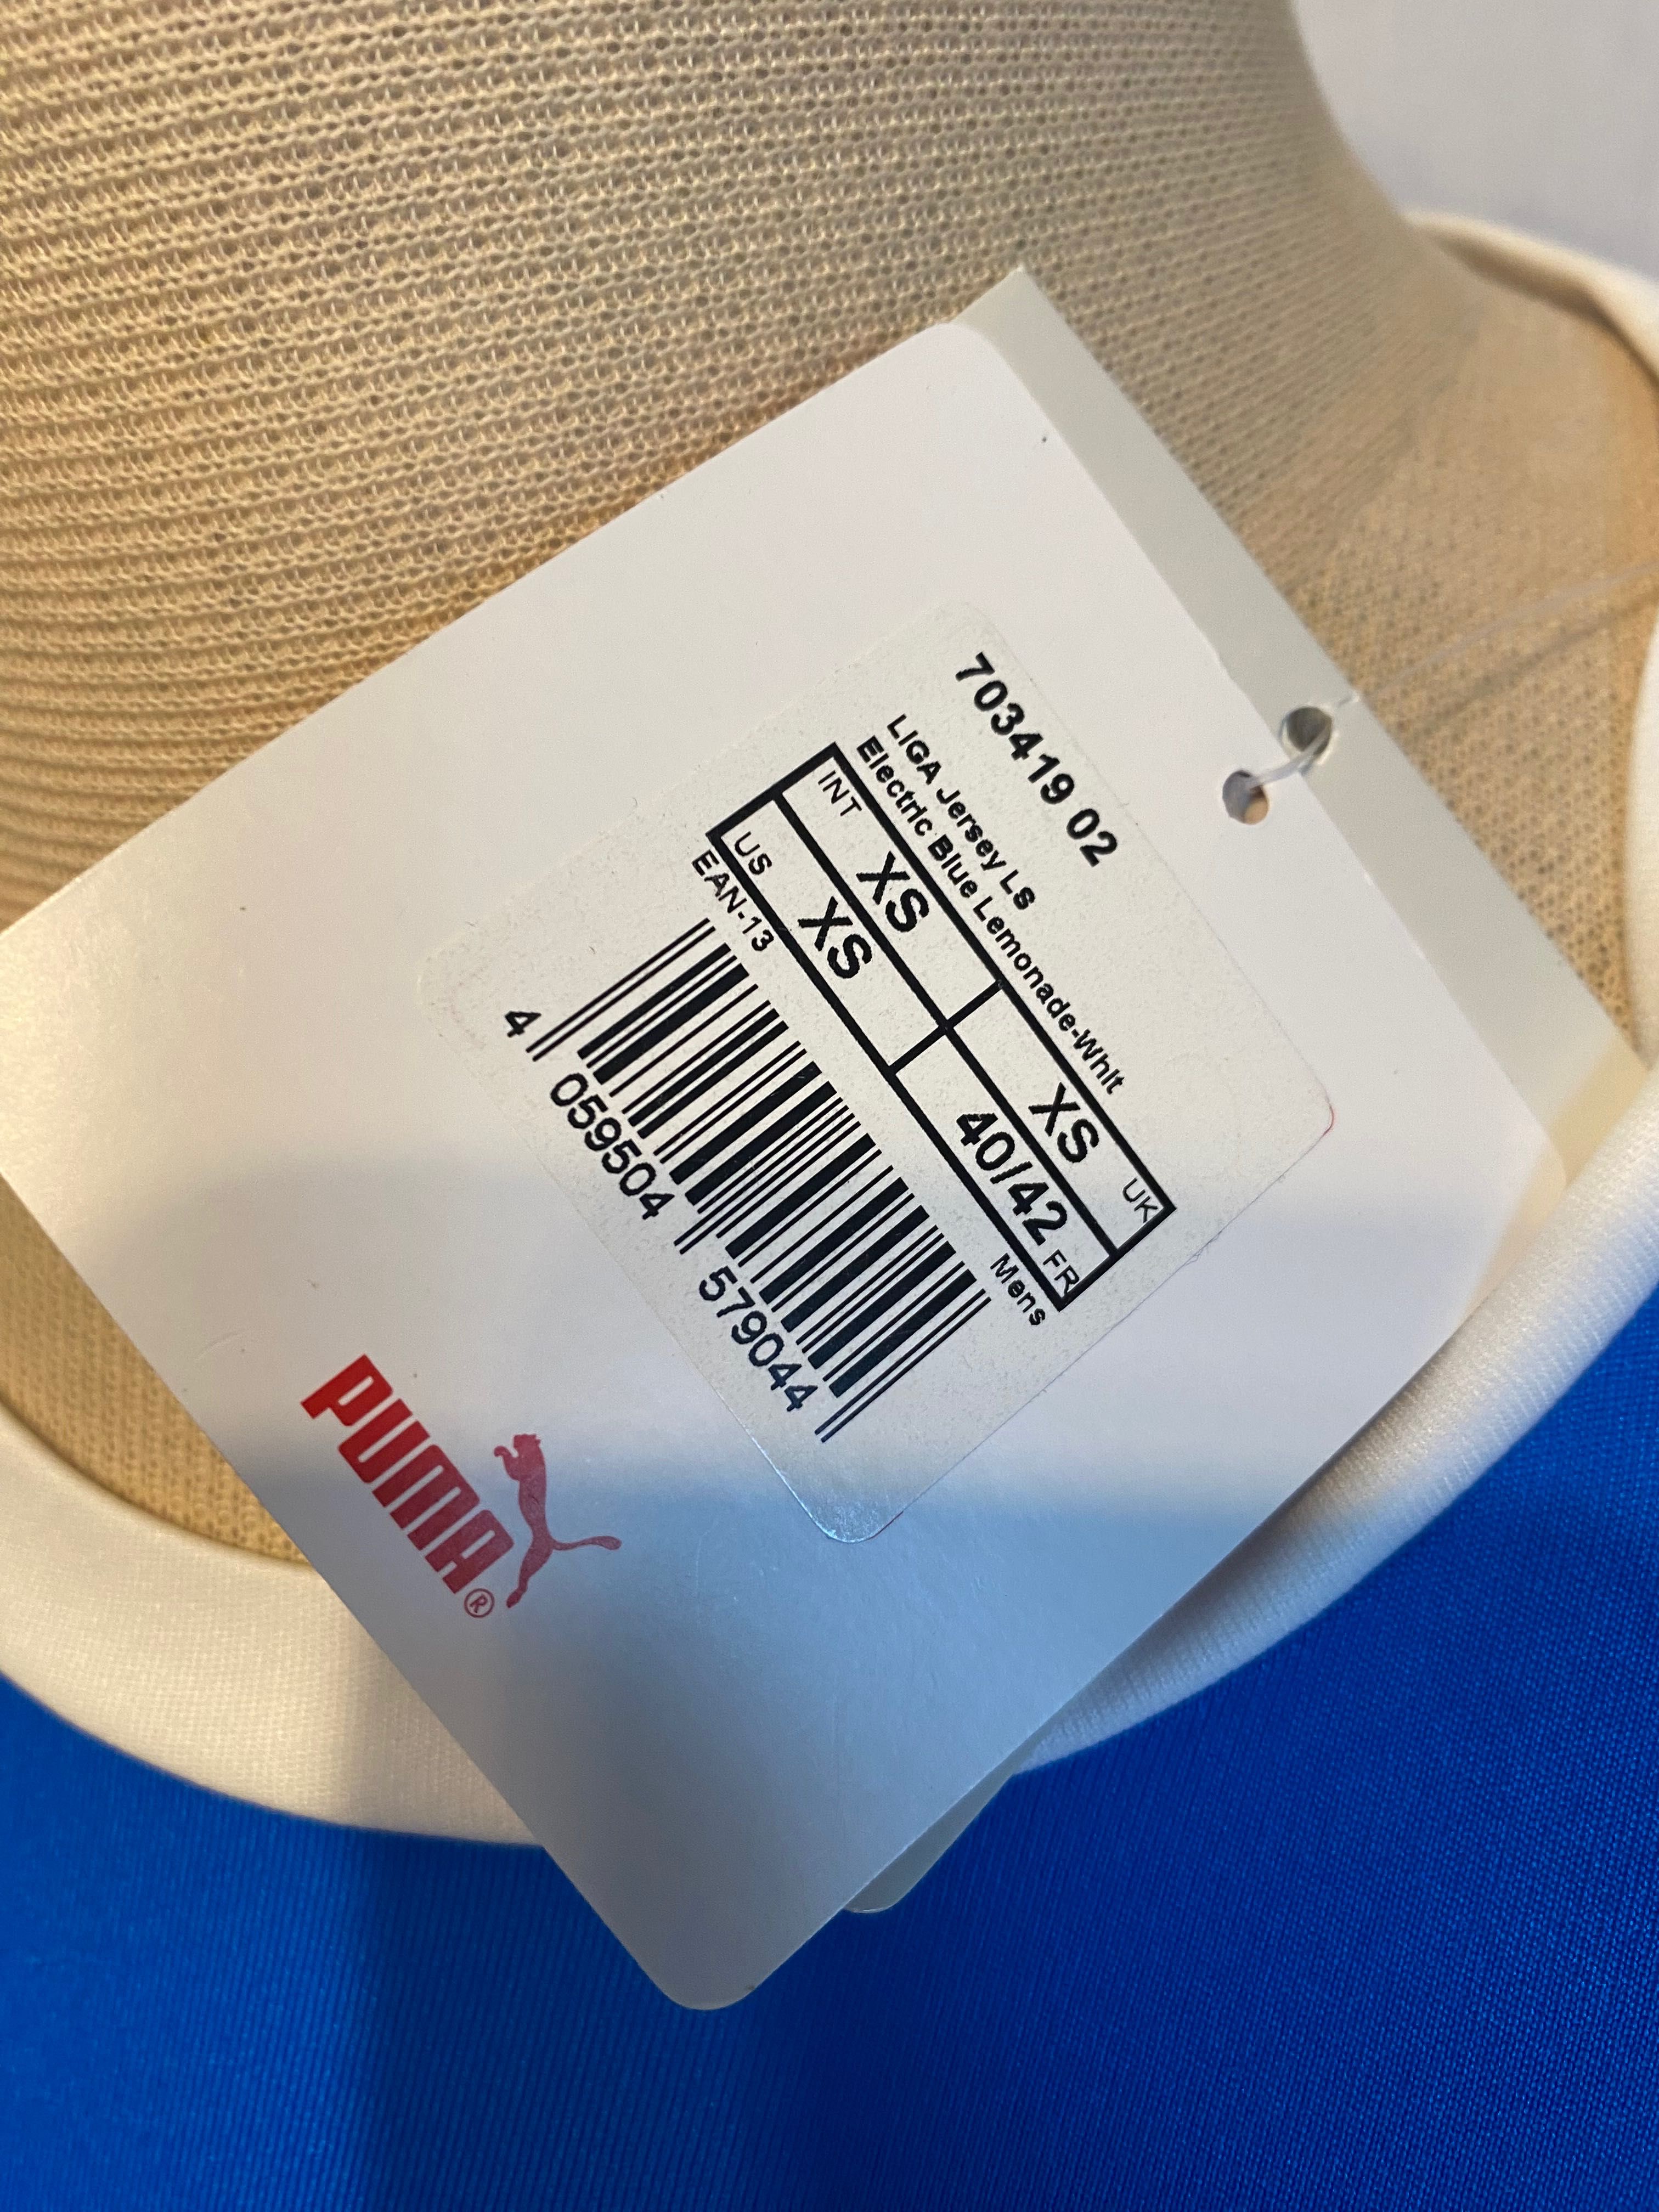 703419 02
LIGA Jersey LS
Electric Blue Lemonade-Whit
INT XS XS UK
US XS 40/42 FR
EAN-13 Mens
4 059504 579044
PUMA®